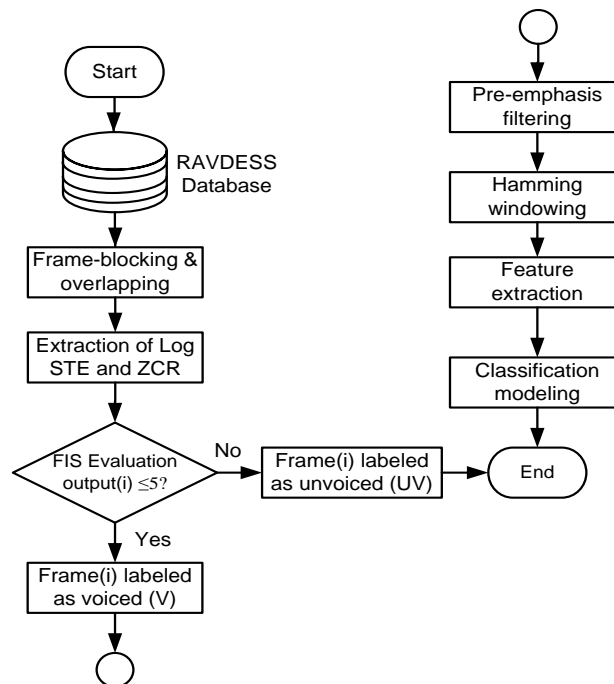 Start
RAVDESS
Database
Frame-blocking &
overlapping
Extraction of Log
STE and ZCR
FIS Evaluation
output(i) ≤5?
No
Frame(i) labeled
as unvoiced (UV)
Yes
Frame(i) labeled
as voiced (V)
Pre-emphasis
filtering
Hamming
windowing
Feature
extraction
Classification
modeling
End